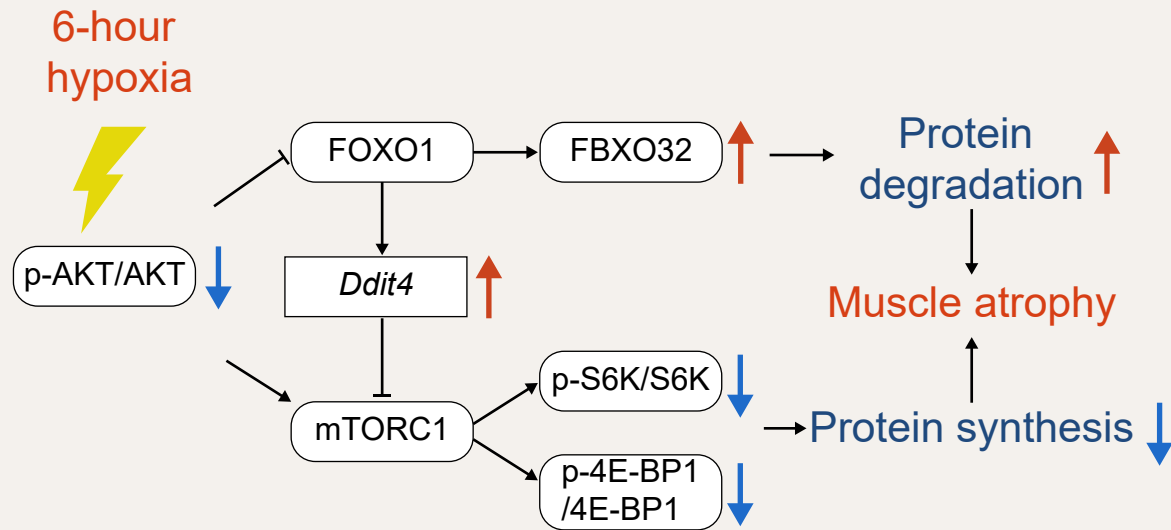 6-hour
hypoxia
FOXO1
FBXO32
Protein
degradation
p-AKT/AKT
Ddit4
Muscle atrophy
p-S6K/S6K
mTORC1
Protein synthesis
p-4E-BP1
/4E-BP1